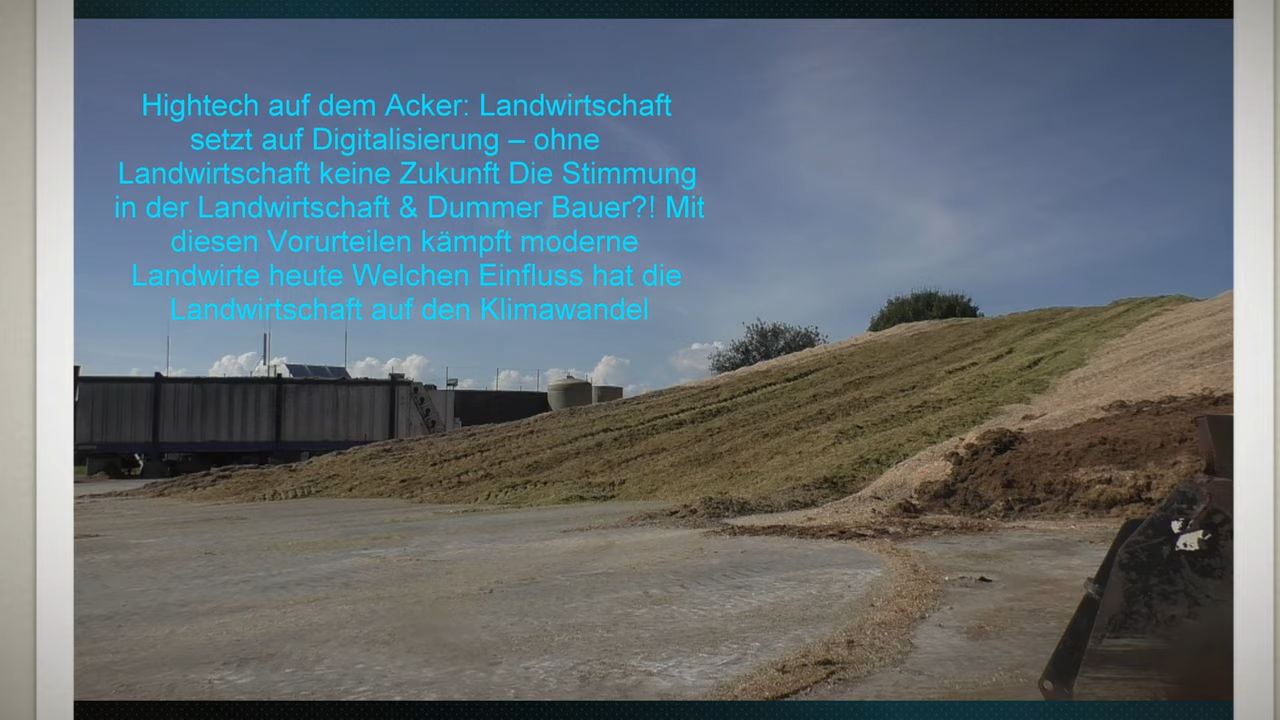 Hightech auf dem Acker: Landwirtschaft
setzt auf Digitalisierung – ohne
Landwirtschaft keine Zukunft Die Stimmung
in der Landwirtschaft & Dummer Bauer?! Mit
diesen Vorurteilen kämpft moderne
Landwirte heute Welchen Einfluss hat die
Landwirtschaft auf den Klimawandel